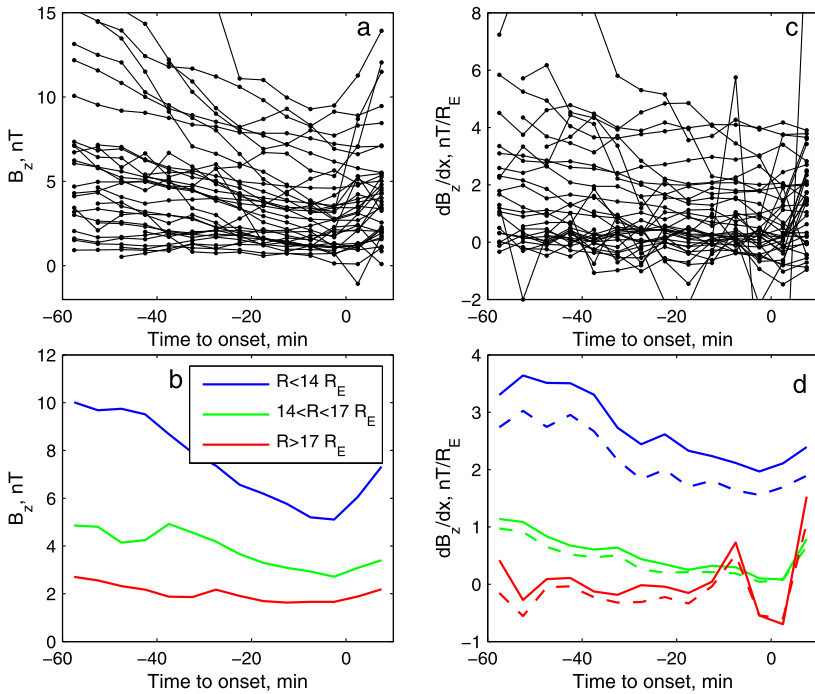 a
15
10
5
0
B_z, nT
−60
−40
−20
0
Time to onset, min
c
8
6
4
2
0
−2
dB_z/dx, nT/R_E
−60
−40
−20
0
Time to onset, min
b
R<14 R_E
14<R<17 R_E
R>17 R_E
12
10
8
6
4
2
0
B_z, nT
−60
−40
−20
0
Time to onset, min
d
4
3
2
1
0
−1
dB_z/dx, nT/R_E
−60
−40
−20
0
Time to onset, min